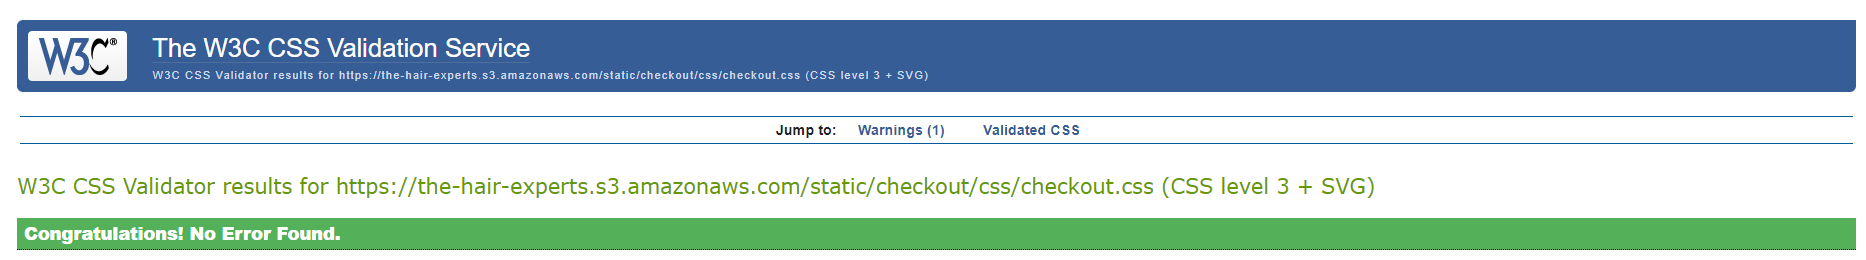 W3C®
The W3C CSS Validation Service
W3C CSS Validator results for https://the-hair-experts.s3.amazonaws.com/static/checkout/css/checkout.css (CSS level 3 + SVG)
Jump to: Warnings (1) Validated CSS
W3C CSS Validator results for https://the-hair-experts.s3.amazonaws.com/static/checkout/css/checkout.css (CSS level 3 + SVG)
Congratulations! No Error Found.